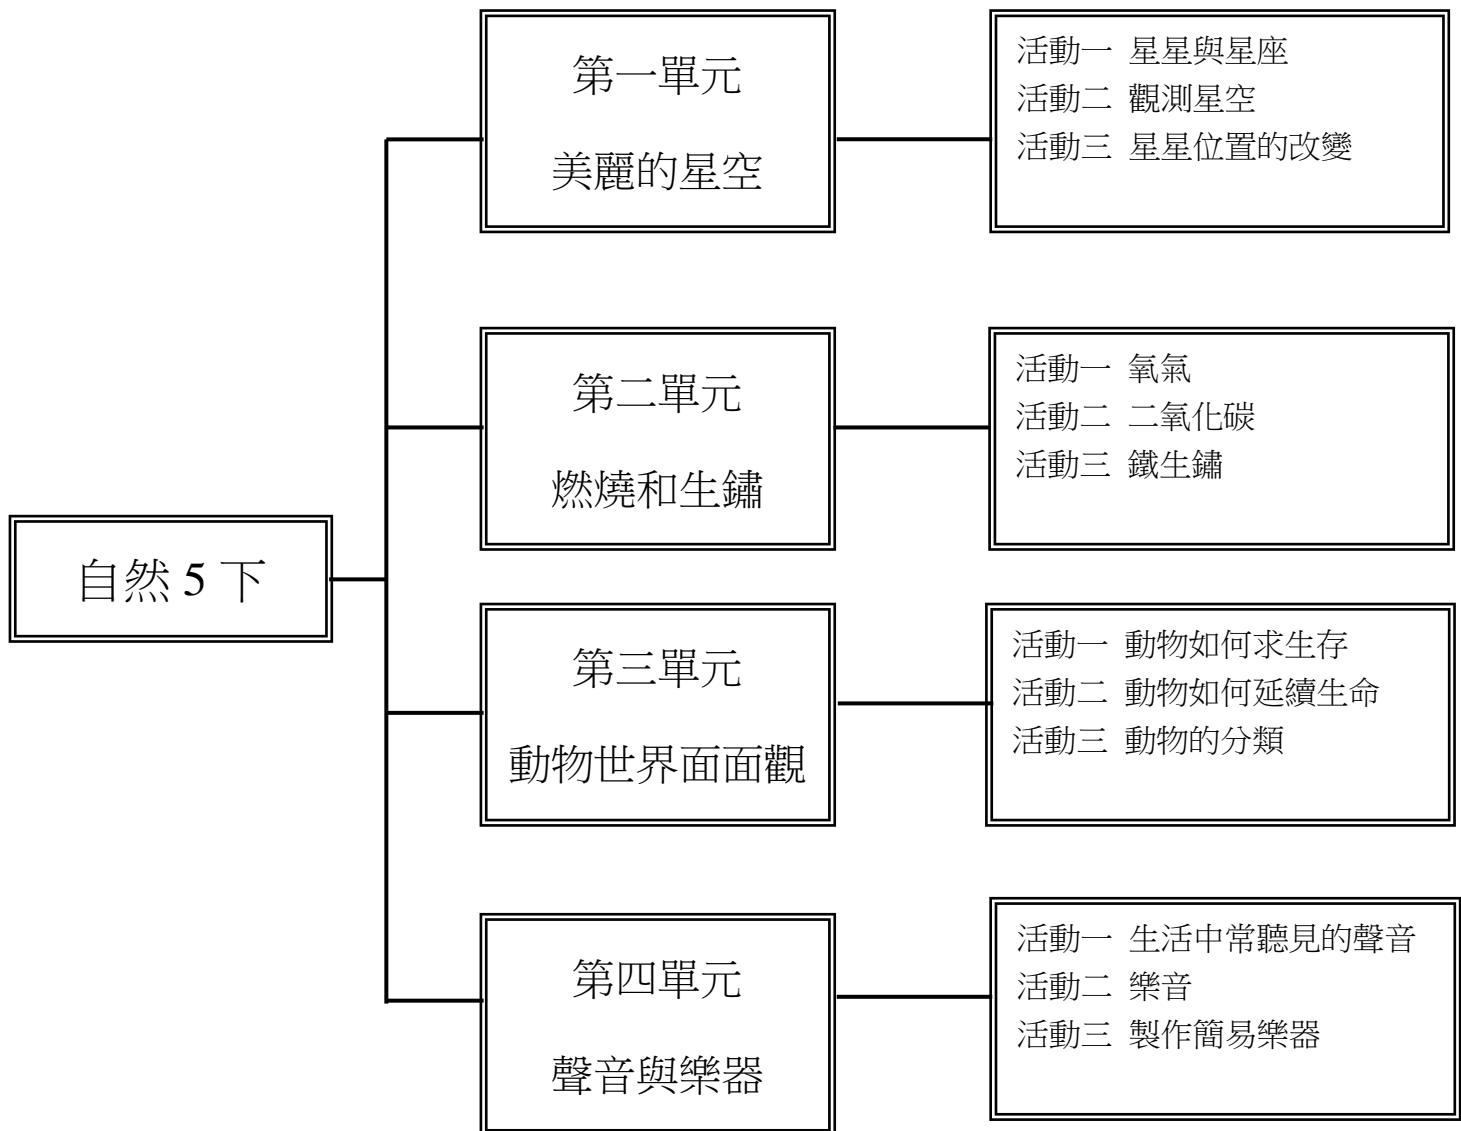 自然 5 下
第一單元
美麗的星空
活動一 星星與星座
活動二 觀測星空
活動三 星星位置的改變
第二單元
燃燒和生鏽
活動一 氧氣
活動二 二氧化碳
活動三 鐵生鏽
第三單元
動物世界面面觀
活動一 動物如何求生存
活動二 動物如何延續生命
活動三 動物的分類
第四單元
聲音與樂器
活動一 生活中常聽見的聲音
活動二 樂音
活動三 製作簡易樂器